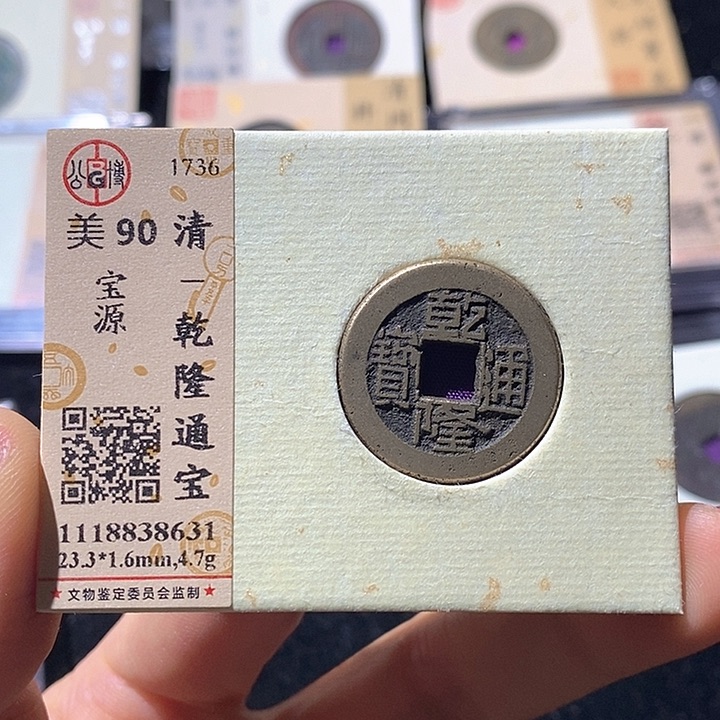 公博
1736
美 90
清
宝源
乾隆通宝
1118838631
23.3*1.6mm,4.7g
★ 文物鉴定委员会监制 ★
乾隆通寶